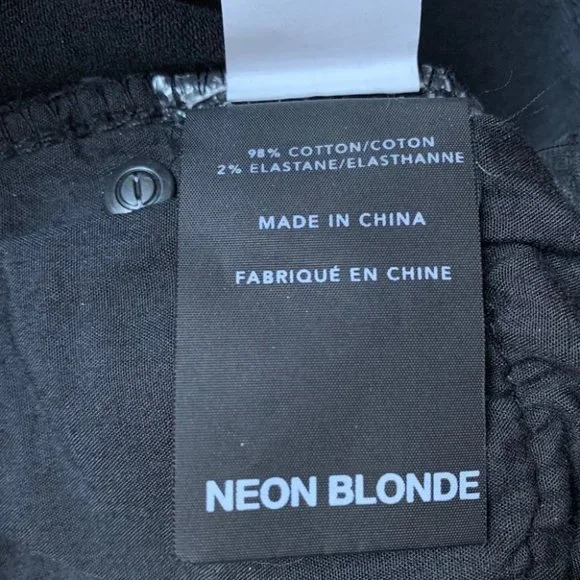 98% COTTON/COTON
2% ELASTANE/ELASTHANNE
MADE IN CHINA
FABRIQUÉ EN CHINE
NEON BLONDE